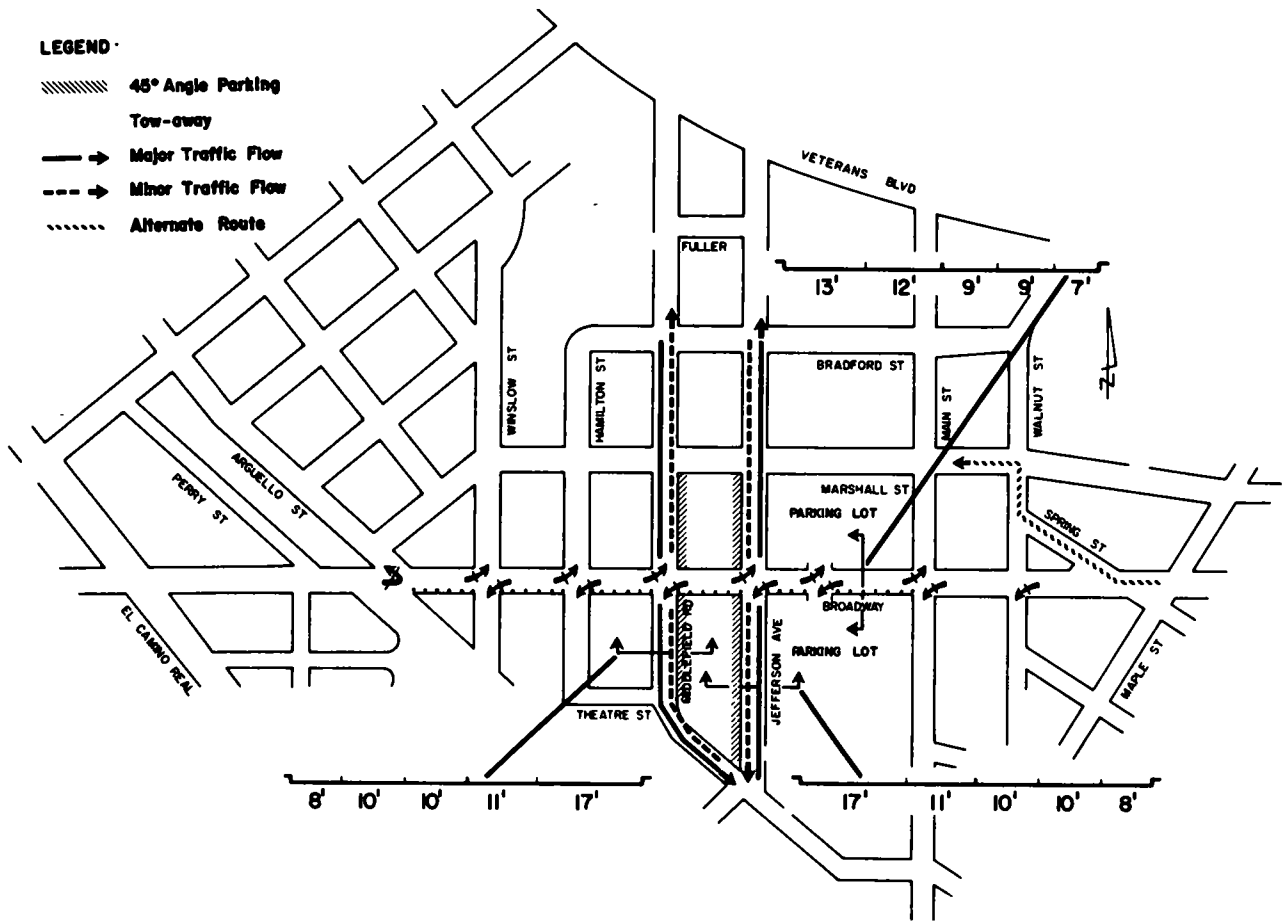 LEGEND
45° Angle Parking
Tow-away
Major Traffic Flow
Minor Traffic Flow
Alternate Route
VETERANS BLVD
FULLER
13' 12' 9' 9' 7'
WINSLOW ST
HAMILTON ST
BRADFORD ST
MAIN ST
WALNUT ST
N
ARGUELLO ST
PERRY ST
MARSHALL ST
PARKING LOT
SPRING ST
EL CAMINO REAL
MIDDLEFIELD RD
BROADWAY
JEFFERSON AVE
PARKING LOT
MAPLE ST
THEATRE ST
8' 10' 10' 11' 17'
17' 11' 10' 10' 8'